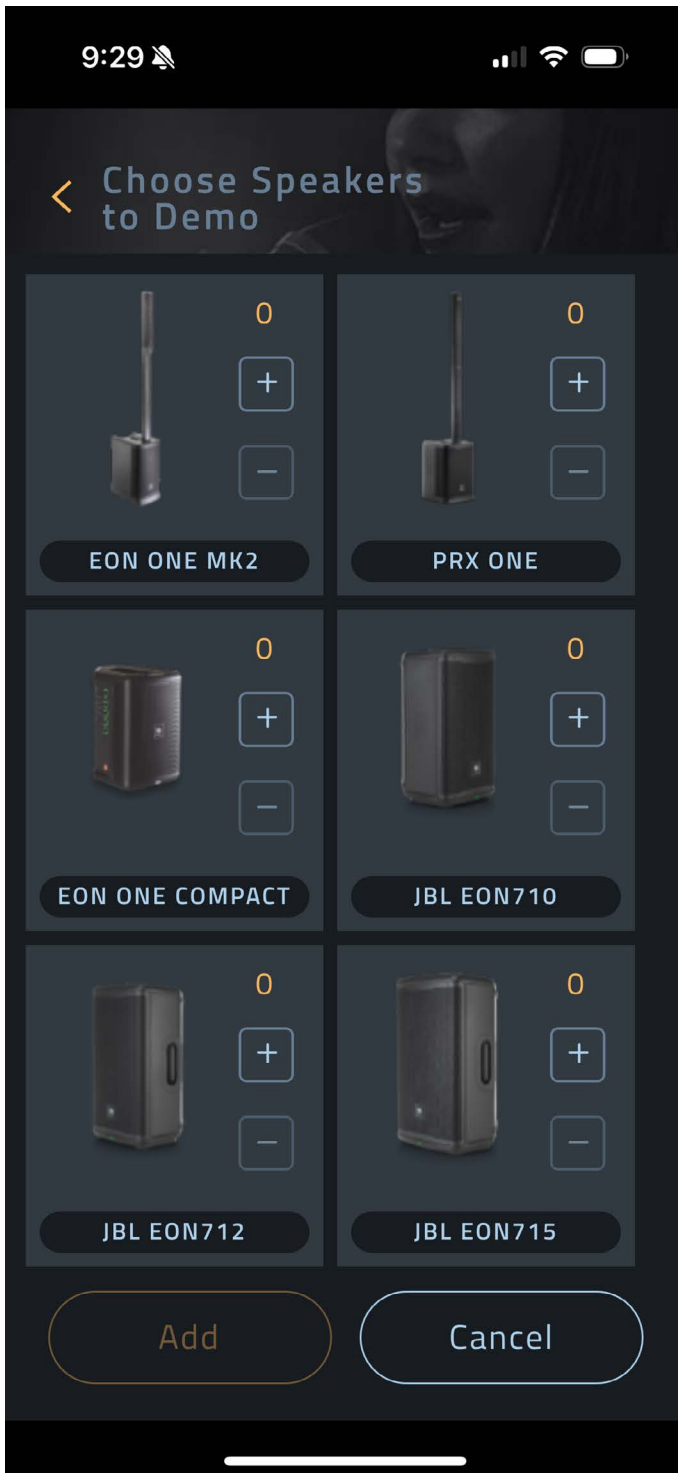 9:29
Choose Speakers
to Demo
0
0
+
+
−
−
EON ONE MK2
PRX ONE
0
0
+
+
−
−
EON ONE COMPACT
JBL EON710
0
0
+
+
−
−
JBL EON712
JBL EON715
Add
Cancel